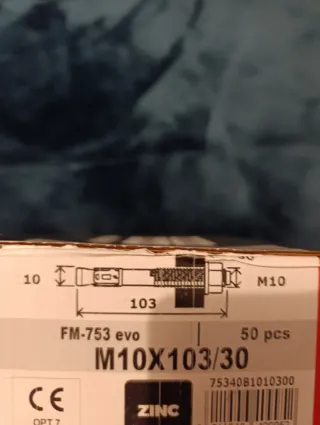 10
M10
103
FM-753 evo 50 pcs
M10X103/30
75340B1010300
CE
ZINC
OPT 7